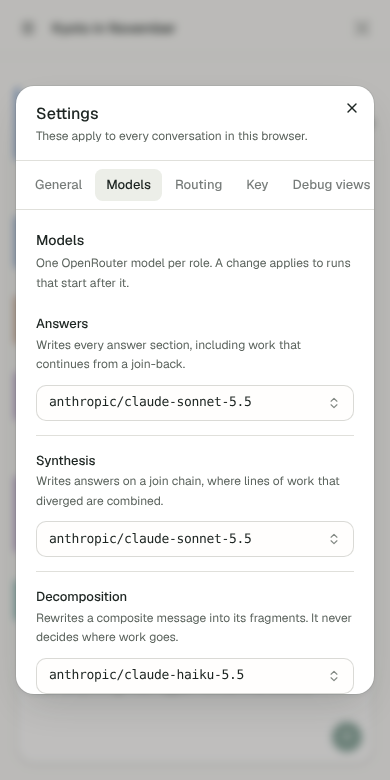 Kyoto in November
Settings
These apply to every conversation in this browser.
General Models Routing Key Debug views
Models
One OpenRouter model per role. A change applies to runs
that start after it.
Answers
Writes every answer section, including work that
continues from a join-back.
anthropic/claude-sonnet-5.5
Synthesis
Writes answers on a join chain, where lines of work that
diverged are combined.
anthropic/claude-sonnet-5.5
Decomposition
Rewrites a composite message into its fragments. It never
decides where work goes.
anthropic/claude-haiku-5.5